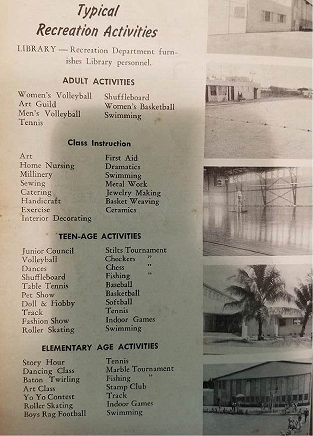 Typical
Recreation Activities
LIBRARY — Recreation Department fur-
nishes Library personnel.
ADULT ACTIVITIES
Women's Volleyball
Art Guild
Men's Volleyball
Tennis
Shuffleboard
Women's Basketball
Swimming
Class Instruction
Art
Home Nursing
Millinery
Sewing
Catering
Handicraft
Exercise
Interior Decorating
First Aid
Dramatics
Swimming
Metal Work
Jewelry Making
Basket Weaving
Ceramics
TEEN-AGE ACTIVITIES
Junior Council
Volleyball
Dances
Shuffleboard
Table Tennis
Pet Show
Doll & Hobby
Track
Fashion Show
Roller Skating
Stilts Tournament
Checkers "
Chess "
Fishing "
Baseball
Basketball
Softball
Tennis
Indoor Games
Swimming
ELEMENTARY AGE ACTIVITIES
Story Hour
Dancing Class
Baton Twirling
Art Class
Yo Yo Contest
Roller Skating
Boys Rag Football
Tennis
Marble Tournament
Fishing "
Stamp Club
Track
Indoor Games
Swimming